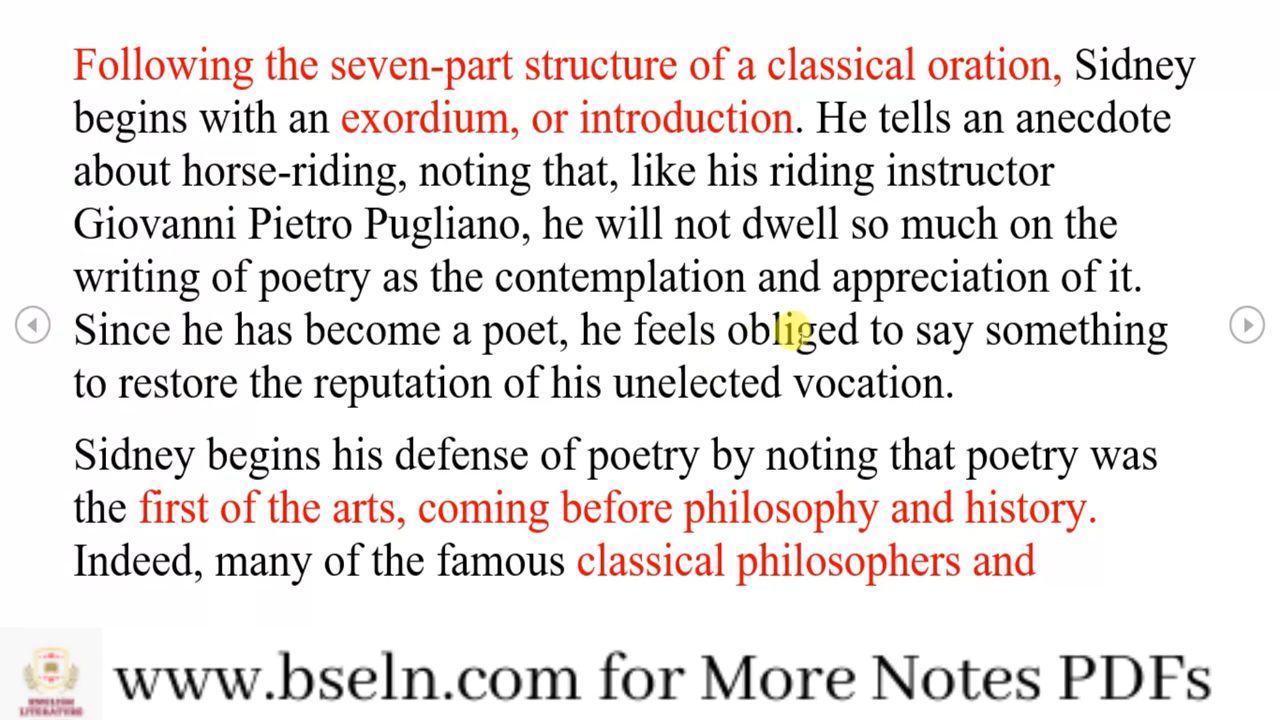 Following the seven-part structure of a classical oration, Sidney
begins with an exordium, or introduction. He tells an anecdote
about horse-riding, noting that, like his riding instructor
Giovanni Pietro Pugliano, he will not dwell so much on the
writing of poetry as the contemplation and appreciation of it.
Since he has become a poet, he feels obliged to say something
to restore the reputation of his unelected vocation.
Sidney begins his defense of poetry by noting that poetry was
the first of the arts, coming before philosophy and history.
Indeed, many of the famous classical philosophers and
www.bseln.com for More Notes PDFs
ENGLISH
LITERATURE